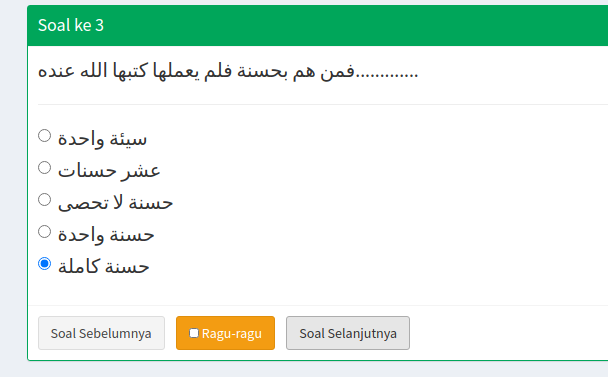 Soal ke 3
فمن هم بحسنة فلم يعملها كتبها الله عنده.............
سيئة واحدة
عشر حسنات
حسنة لا تحصى
حسنة واحدة
حسنة كاملة
Soal Sebelumnya Ragu-ragu Soal Selanjutnya